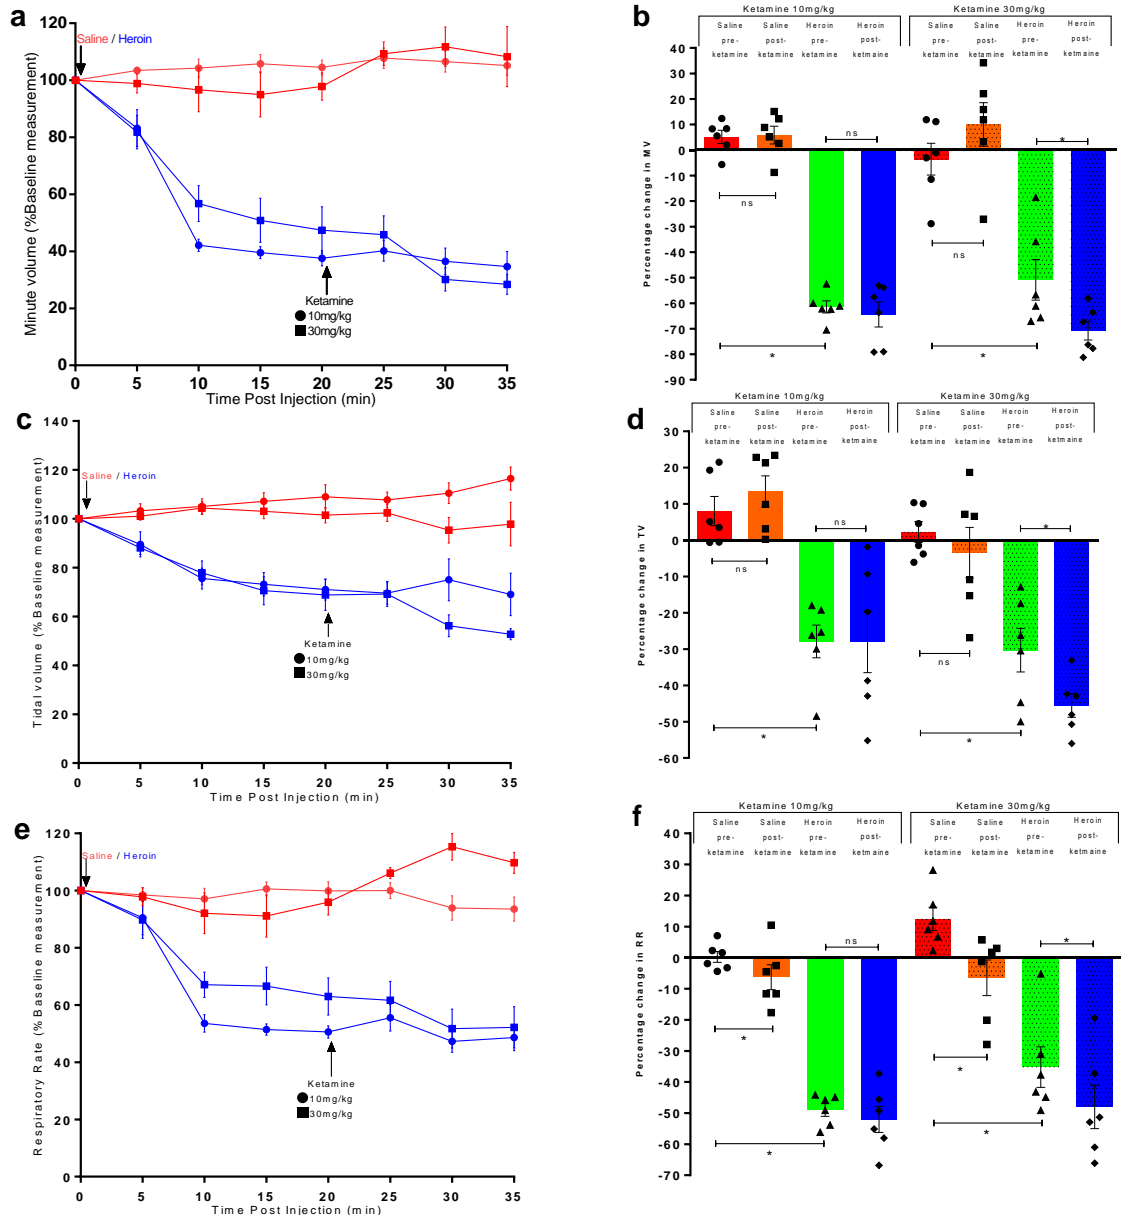 a
Saline / Heroin
Minute volume (%Baseline measurement)
120
100
80
60
40
20
0
Ketamine
10mg/kg
30mg/kg
0 5 10 15 20 25 30 35
Time Post Injection (min)
b
Ketamine 10mg/kg Ketamine 30mg/kg
Saline Saline Heroin Heroin Saline Saline Heroin Heroin
pre- post- pre- post- pre- post- pre- post-
ketamine ketamine ketamine ketmaine ketamine ketamine ketamine ketmaine
Percentage change in MV
40
30
20
10
0
-10
-20
-30
-40
-50
-60
-70
-80
-90
ns
*
ns
ns
*
*
c
Saline / Heroin
Tidal volume (% Baseline measurement)
140
120
100
80
60
40
20
0
Ketamine
10mg/kg
30mg/kg
0 5 10 15 20 25 30 35
Time Post Injection (min)
d
Ketamine 10mg/kg Ketamine 30mg/kg
Saline Saline Heroin Heroin Saline Saline Heroin Heroin
pre- post- pre- post- pre- post- pre- post-
ketamine ketamine ketamine ketmaine ketamine ketamine ketamine ketmaine
Percentage change in TV
30
20
10
0
-10
-20
-30
-40
-50
-60
ns
*
ns
ns
*
*
e
Saline / Heroin
Respiratory Rate (% Baseline measurement)
120
100
80
60
40
20
0
Ketamine
10mg/kg
30mg/kg
0 5 10 15 20 25 30 35
Time Post Injection (min)
f
Ketamine 10mg/kg Ketamine 30mg/kg
Saline Saline Heroin Heroin Saline Saline Heroin Heroin
pre- post- pre- post- pre- post- pre- post-
ketamine ketamine ketamine ketmaine ketamine ketamine ketamine ketmaine
Percentage change in RR
40
30
20
10
0
-10
-20
-30
-40
-50
-60
-70
ns
*
*
*
*
*